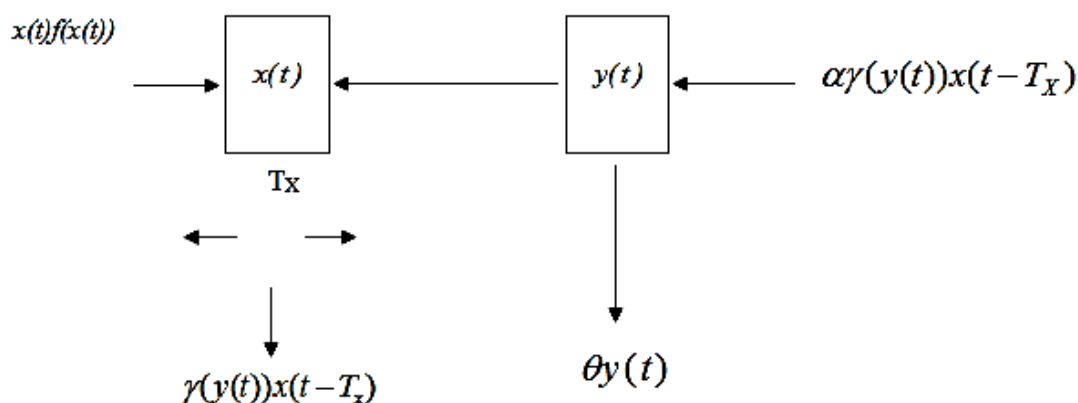 x(t)f(x(t))
x(t)
y(t)
αγ(y(t))x(t−T_X)
Tx
γ(y(t))x(t−T_x)
θy(t)